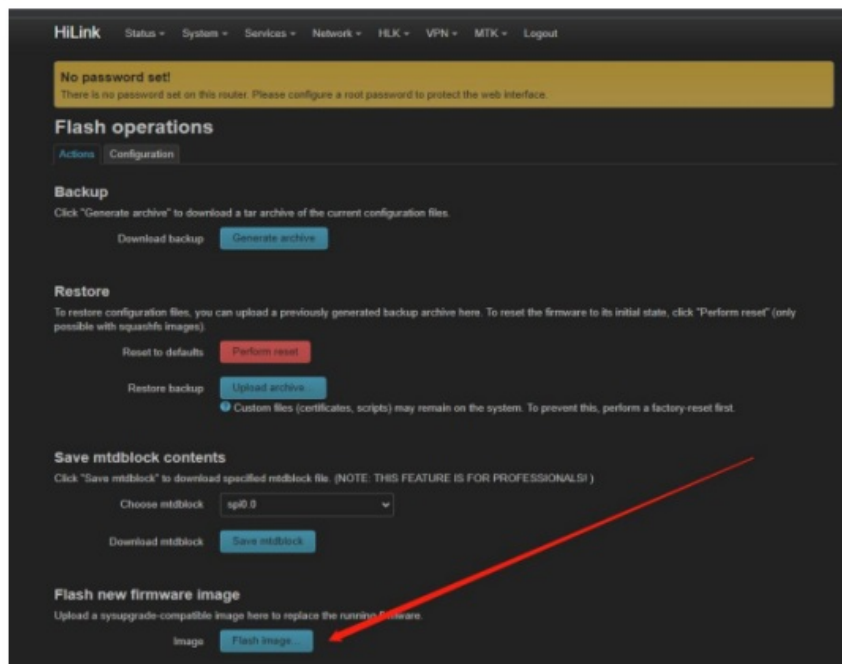 HiLink Status System Services Network HLK VPN MTK Logout
No password set!
There is no password set on this router. Please configure a root password to protect the web interface.
Flash operations
Actions Configuration
Backup
Click "Generate archive" to download a tar archive of the current configuration files.
Download backup Generate archive
Restore
To restore configuration files, you can upload a previously generated backup archive here. To reset the firmware to its initial state, click "Perform reset" (only
possible with squashfs images).
Reset to defaults Perform reset
Restore backup Upload archive...
Custom files (certificates, scripts) may remain on the system. To prevent this, perform a factory-reset first.
Save mtdblock contents
Click "Save mtdblock" to download specified mtdblock file. (NOTE: THIS FEATURE IS FOR PROFESSIONALS! )
Choose mtdblock spi0.0
Download mtdblock Save mtdblock
Flash new firmware image
Upload a sysupgrade-compatible image here to replace the running firmware.
Image Flash image...